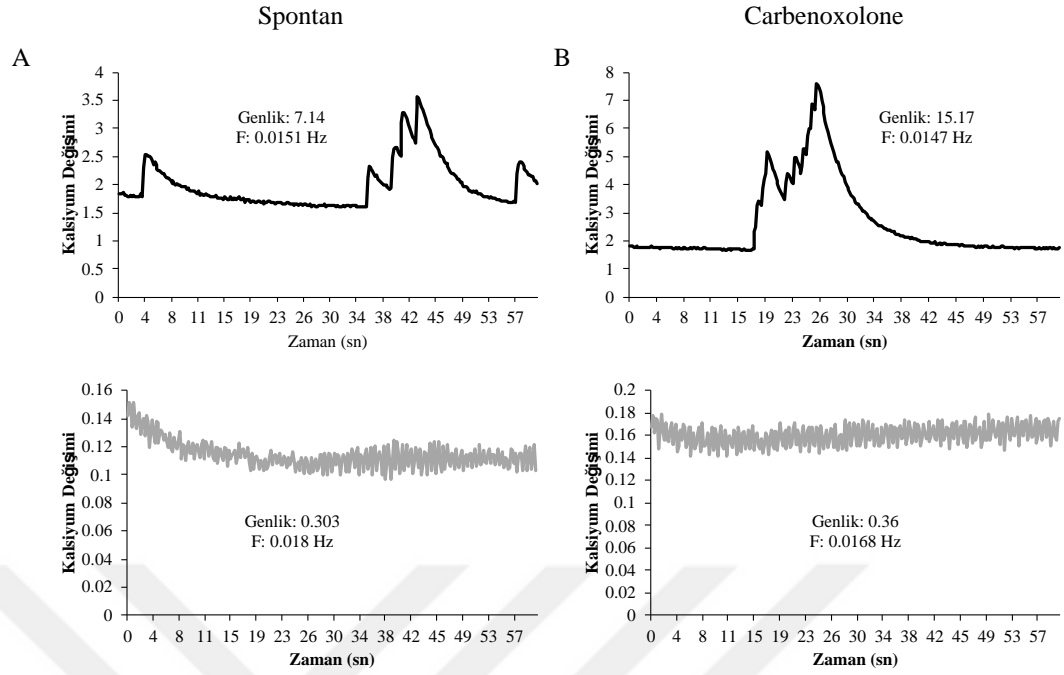 Spontan
Carbenoxolone
A
B
Kalsiyum Değişimi
4
3.5
3
2.5
2
1.5
1
0.5
0
Genlik: 7.14
F: 0.0151 Hz
0 4 8 11 15 19 23 26 30 34 38 42 45 49 53 57
Zaman (sn)
Kalsiyum Değişimi
8
7
6
5
4
3
2
1
0
Genlik: 15.17
F: 0.0147 Hz
0 4 8 11 16 19 23 26 30 34 38 42 45 49 53 57
Zaman (sn)
Kalsiyum Değişimi
0.16
0.14
0.12
0.1
0.08
0.06
0.04
0.02
0
Genlik: 0.303
F: 0.018 Hz
0 4 8 11 15 19 23 26 30 34 38 42 45 49 53 57
Zaman (sn)
Kalsiyum Değişimi
0.2
0.18
0.16
0.14
0.12
0.1
0.08
0.06
0.04
0.02
0
Genlik: 0.36
F: 0.0168 Hz
0 4 8 11 15 19 23 26 30 34 38 42 45 49 53 57
Zaman (sn)